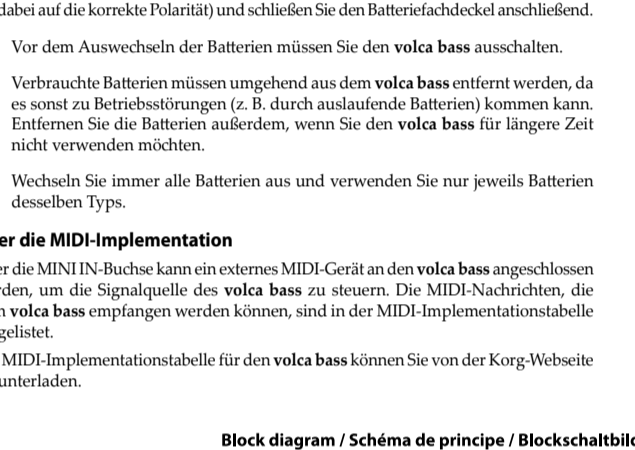 dabei auf die korrekte Polarität) und schließen Sie den Batteriefachdeckel anschließend.
Vor dem Auswechseln der Batterien müssen Sie den volca bass ausschalten.
Verbrauchte Batterien müssen umgehend aus dem volca bass entfernt werden, da
es sonst zu Betriebsstörungen (z. B. durch auslaufende Batterien) kommen kann.
Entfernen Sie die Batterien außerdem, wenn Sie den volca bass für längere Zeit
nicht verwenden möchten.
Wechseln Sie immer alle Batterien aus und verwenden Sie nur jeweils Batterien
desselben Typs.
er die MIDI-Implementation
er die MINI IN-Buchse kann ein externes MIDI-Gerät an den volca bass angeschlossen
rden, um die Signalquelle des volca bass zu steuern. Die MIDI-Nachrichten, die
n volca bass empfangen werden können, sind in der MIDI-Implementationstabelle
gelistet.
MIDI-Implementationstabelle für den volca bass können Sie von der Korg-Webseite
unterladen.
Block diagram / Schéma de principe / Blockschaltbild